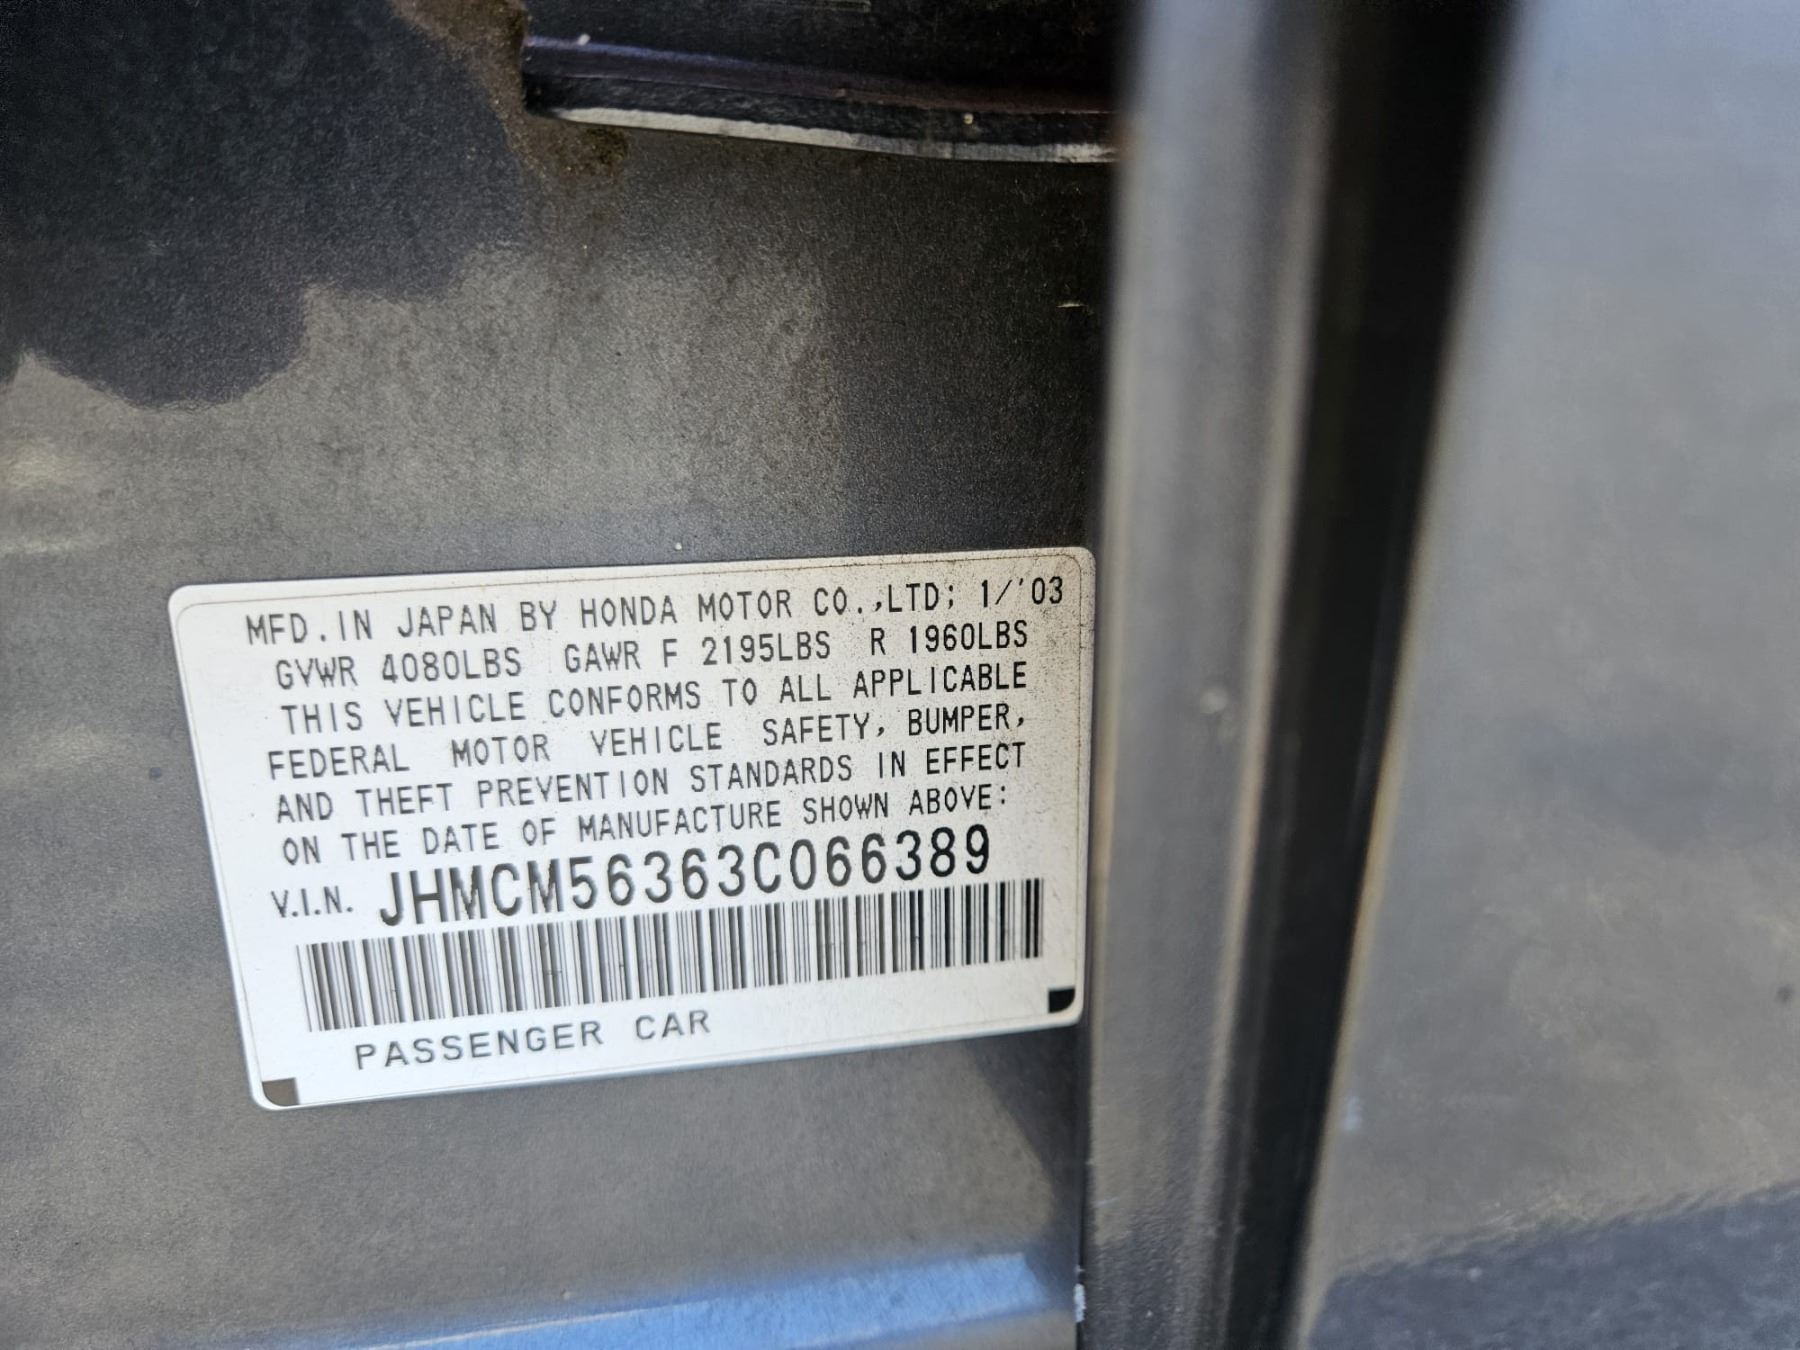 MFD. IN JAPAN BY HONDA MOTOR CO.,LTD; 1/'03
GVWR 4080LBS GAWR F 2195LBS R 1960LBS
THIS VEHICLE CONFORMS TO ALL APPLICABLE
FEDERAL MOTOR VEHICLE SAFETY, BUMPER,
AND THEFT PREVENTION STANDARDS IN EFFECT
ON THE DATE OF MANUFACTURE SHOWN ABOVE:
V.I.N. JHMCM56363C066389
PASSENGER CAR